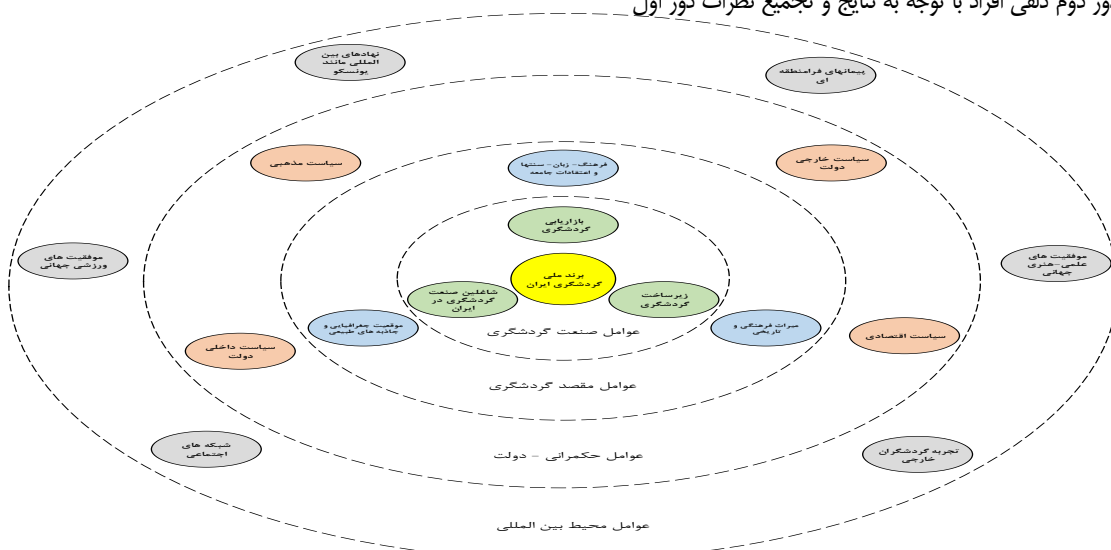 دور دوم دلفی افراد با توجه به نتایج و تجمیع نظرات دور اول
نهادهای بین
المللی مانند
یونسکو
پیمانهای فرامنطقه
ای
سیاست مذهبی
فرهنگ- زبان- سنتها
و اعتقادات جامعه
سیاست خارجی
دولت
بازاریابی
گردشگری
موفقیت های
ورزشی جهانی
برند ملی
گردشگری ایران
موفقیت های
علمی-هنری
جهانی
شاغلین صنعت
گردشگری در
ایران
زیرساخت
گردشگری
موقعیت جغرافیایی و
جاذبه های طبیعی
میراث فرهنگی و
تاریخی
عوامل صنعت گردشگری
سیاست داخلی
دولت
سیاست اقتصادی
عوامل مقصد گردشگری
شبکه های
اجتماعی
تجربه گردشگران
خارجی
عوامل حکمرانی - دولت
عوامل محیط بین المللی